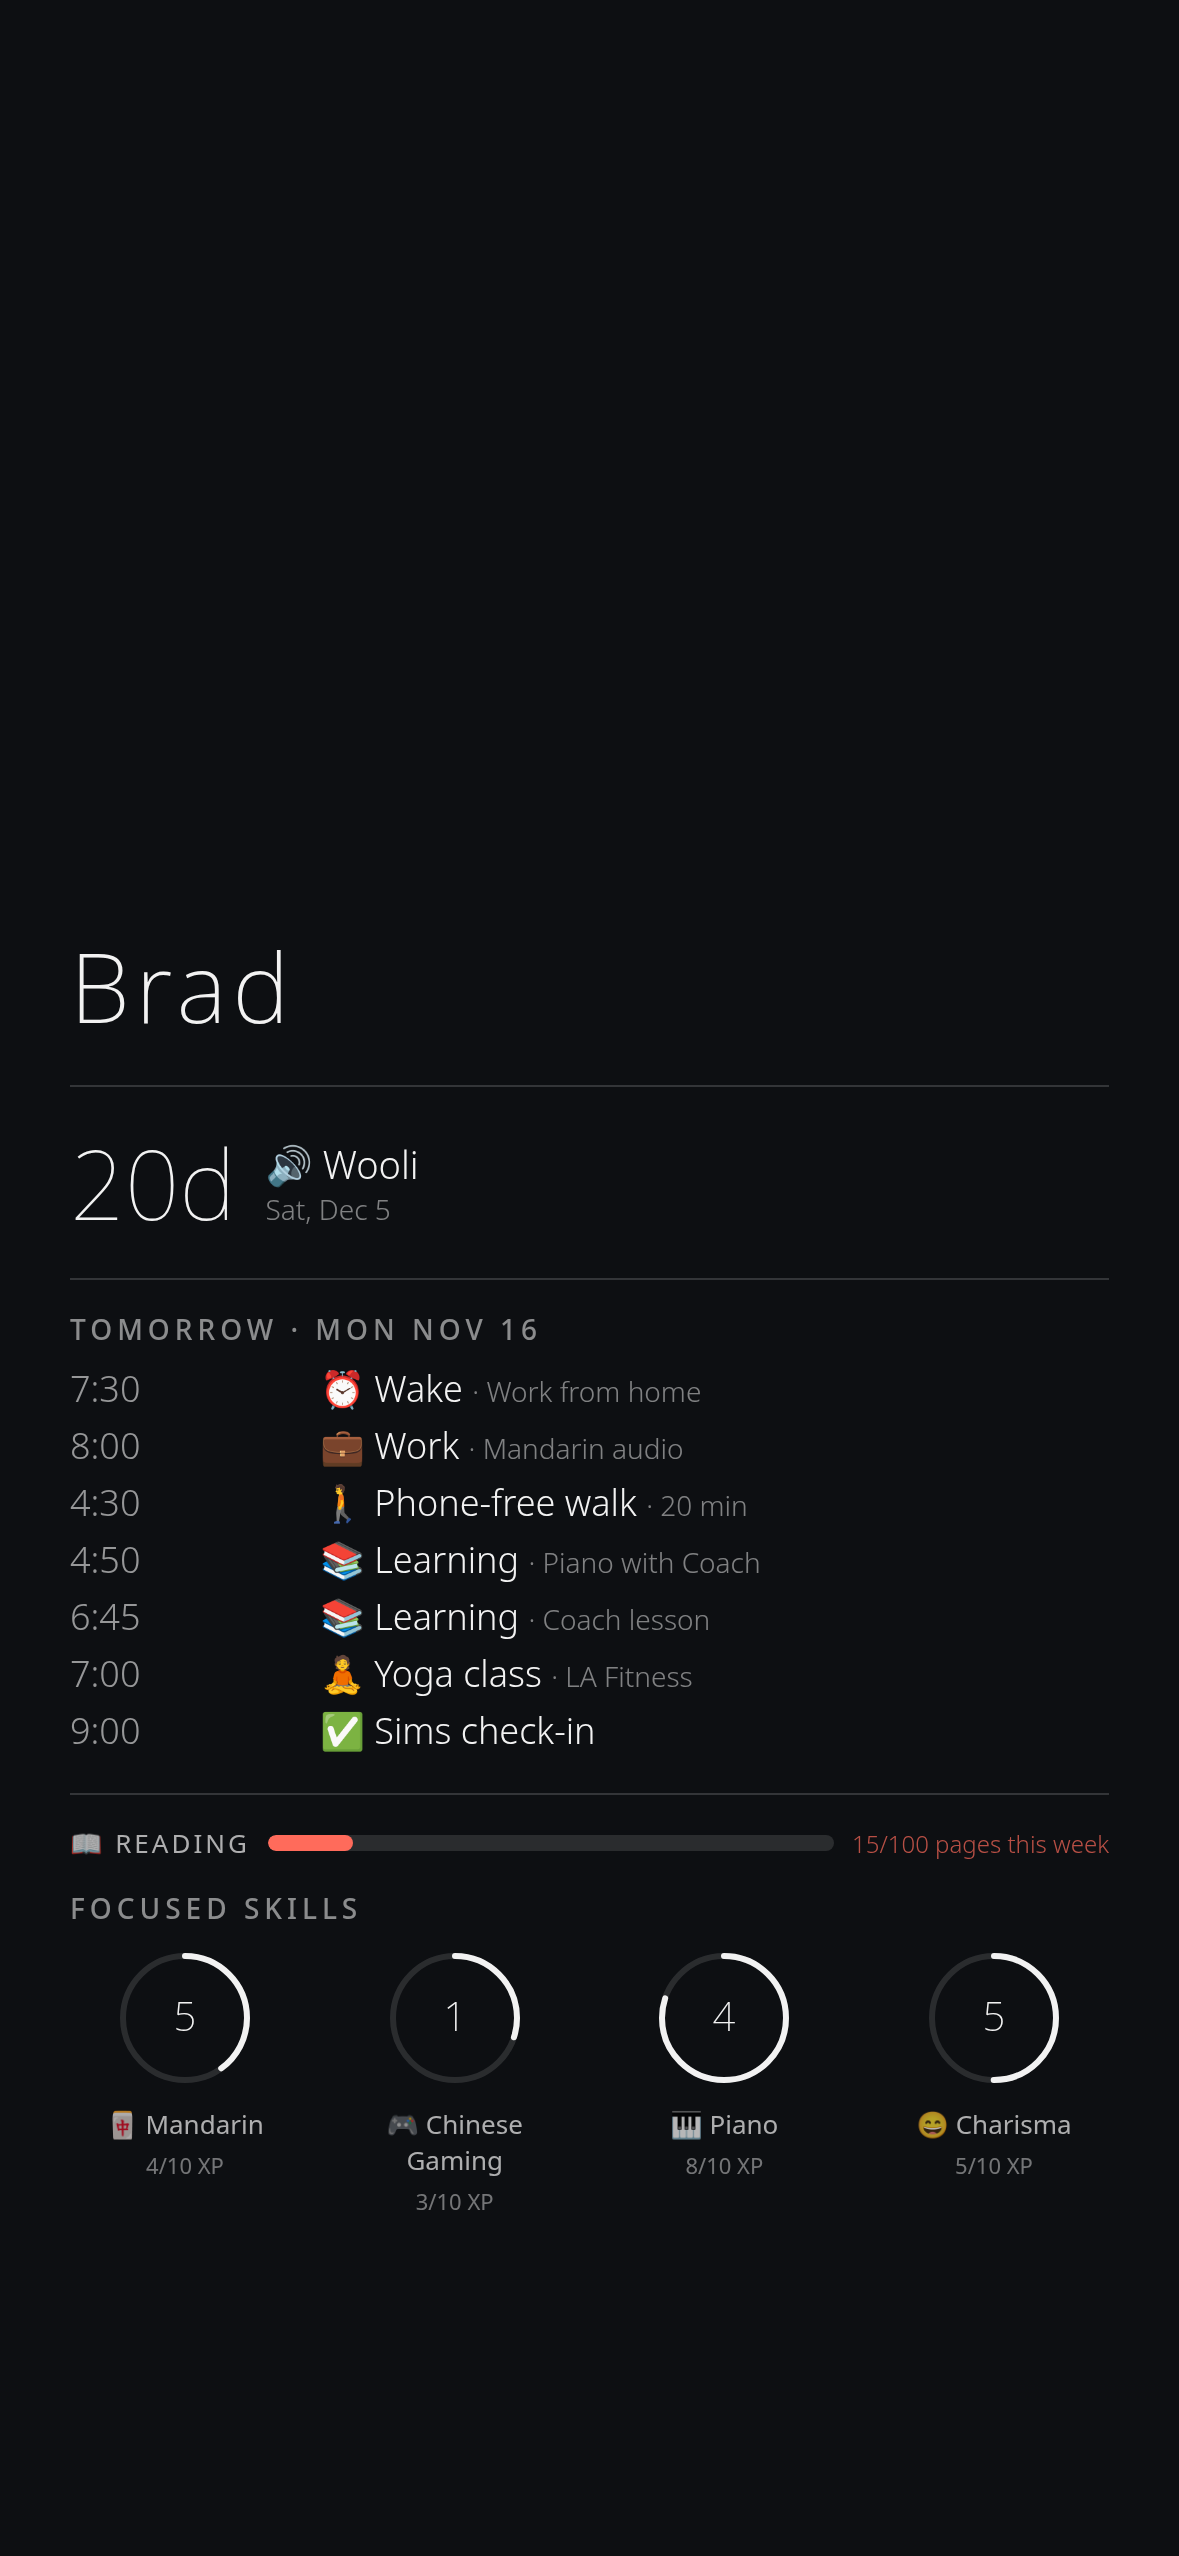 Brad
20d 🔊 Wooli
Sat, Dec 5
TOMORROW · MON NOV 16
7:30 ⏰ Wake · Work from home
8:00 💼 Work · Mandarin audio
4:30 🚶 Phone-free walk · 20 min
4:50 📚 Learning · Piano with Coach
6:45 📚 Learning · Coach lesson
7:00 🧘 Yoga class · LA Fitness
9:00 ✅ Sims check-in
📖 READING 15/100 pages this week
FOCUSED SKILLS
5 1 4 5
🀄 Mandarin 🎮 Chinese Gaming 🎹 Piano 😄 Charisma
4/10 XP 3/10 XP 8/10 XP 5/10 XP